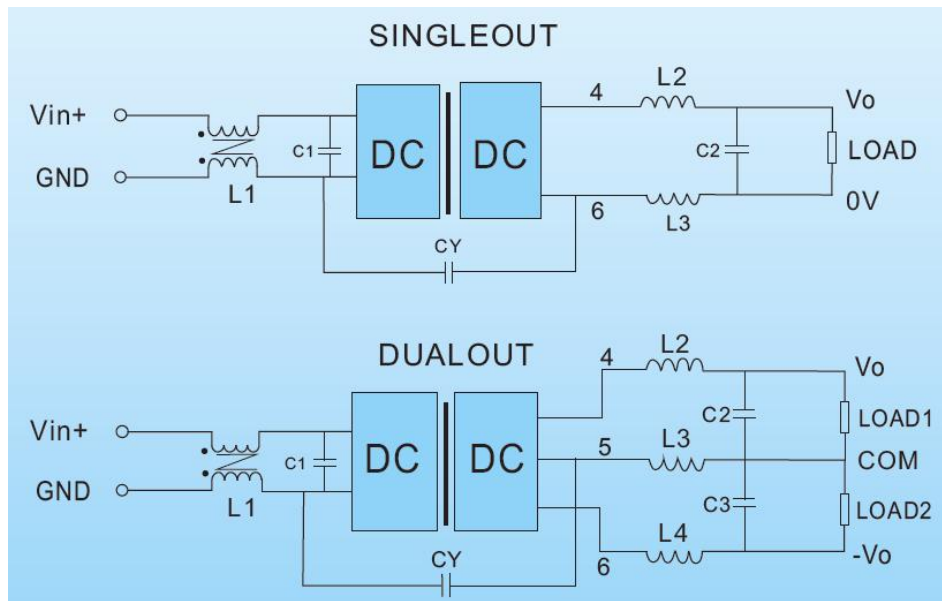 SINGLEOUT
Vin+
GND
L1
C1
DC
DC
CY
4
6
L2
L3
C2
Vo
LOAD
0V
DUALOUT
Vin+
GND
L1
C1
DC
DC
CY
4
5
6
L2
L3
L4
C2
C3
Vo
LOAD1
COM
LOAD2
-Vo